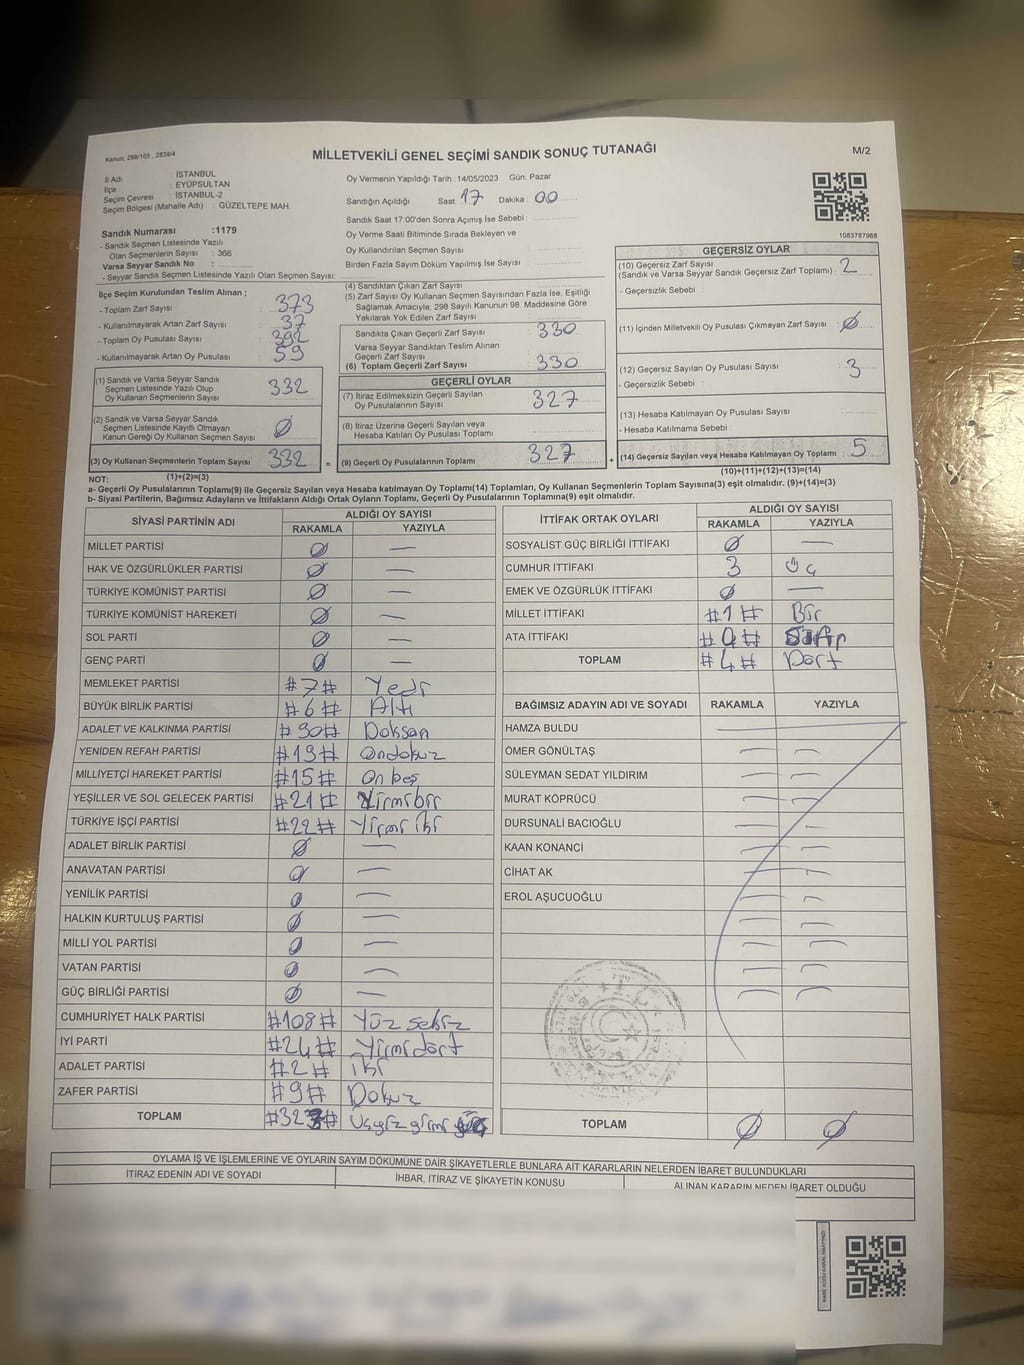 Kanun: 298/105 , 2839/4
MİLLETVEKİLİ GENEL SEÇİMİ SANDIK SONUÇ TUTANAĞI
M/2
İl Adı : İSTANBUL
İlçe : EYÜPSULTAN
Seçim Çevresi : İSTANBUL-2
Seçim Bölgesi (Mahalle Adı) : GÜZELTEPE MAH.
Sandık Numarası :1179
- Sandık Seçmen Listesinde Yazılı
Olan Seçmenlerin Sayısı : 366
Varsa Seyyar Sandık No :
- Seyyar Sandık Seçmen Listesinde Yazılı Olan Seçmen Sayısı:
Oy Vermenin Yapıldığı Tarih :14/05/2023 Gün: Pazar
Sandığın Açıldığı Saat 17 Dakika : 00
Sandık Saat 17:00'den Sonra Açımış İse Sebebi :
Oy Verme Saati Bitiminde Sırada Bekleyen ve
Oy Kullandırılan Seçmen Sayısı
Birden Fazla Sayım Döküm Yapılmış İse Sayısı
1083787968
İlçe Seçim Kurulundan Teslim Alınan ;
- Toplam Zarf Sayısı : 373
- Kullanılmayarak Artan Zarf Sayısı : 37
- Toplam Oy Pusulası Sayısı : 392
- Kullanılmayarak Artan Oy Pusulası : 59
(1) Sandık ve Varsa Seyyar Sandık
Seçmen Listesinde Yazılı Olup
Oy Kullanan Seçmenlerin Sayısı 332
(2) Sandık ve Varsa Seyyar Sandık
Seçmen Listesinde Kayıtlı Olmayan
Kanun Gereği Oy Kullanan Seçmen Sayısı Ø
(3) Oy Kullanan Seçmenlerin Toplam Sayısı 332
(4) Sandıktan Çıkan Zarf Sayısı
(5) Zarf Sayısı Oy Kullanan Seçmen Sayısından Fazla İse, Eşitliği
Sağlamak Amacıyla; 298 Sayılı Kanunun 98. Maddesine Göre
Yakılarak Yok Edilen Zarf Sayısı
Sandıkta Çıkan Geçerli Zarf Sayısı 330
Varsa Seyyar Sandıktan Teslim Alınan
Geçerli Zarf Sayısı
(6) Toplam Geçerli Zarf Sayısı 330
GEÇERLİ OYLAR
(7) İtiraz Edilmeksizin Geçerli Sayılan
Oy Pusulalarının Sayısı 327
(8) İtiraz Üzerine Geçerli Sayılan veya
Hesaba Katılan Oy Pusulası Toplamı
= (9) Geçerli Oy Pusulalarının Toplamı 327 +
GEÇERSİZ OYLAR
(10) Geçersiz Zarf Sayısı
(Sandık ve Varsa Seyyar Sandık Geçersiz Zarf Toplamı) : 2
- Geçersizlik Sebebi :
(11) İçinden Milletvekili Oy Pusulası Çıkmayan Zarf Sayısı : Ø
(12) Geçersiz Sayılan Oy Pusulası Sayısı : 3
- Geçersizlik Sebebi :
(13) Hesaba Katılmayan Oy Pusulası Sayısı
- Hesaba Katılmama Sebebi :
(14) Geçersiz Sayılan veya Hesaba Katılmayan Oy Toplamı : 5
(1)+(2)=(3)
(10)+(11)+(12)+(13)=(14)
NOT:
a- Geçerli Oy Pusulalarının Toplamı(9) ile Geçersiz Sayılan veya Hesaba katılmayan Oy Toplamı(14) Toplamları, Oy Kullanan Seçmenlerin Toplam Sayısına(3) eşit olmalıdır. (9)+(14)=(3)
b- Siyasi Partilerin, Bağımsız Adayların ve İttifakların Aldığı Ortak Oyların Toplamı, Geçerli Oy Pusulalarının Toplamına(9) eşit olmalıdır.
SİYASİ PARTİNİN ADI
ALDIĞI OY SAYISI
RAKAMLA YAZIYLA
MİLLET PARTİSİ Ø —
HAK VE ÖZGÜRLÜKLER PARTİSİ Ø —
TÜRKİYE KOMÜNİST PARTİSİ Ø —
TÜRKİYE KOMÜNİST HAREKETİ Ø —
SOL PARTİ Ø —
GENÇ PARTİ Ø —
MEMLEKET PARTİSİ #7# Yedi
BÜYÜK BİRLİK PARTİSİ #6# Altı
ADALET VE KALKINMA PARTİSİ #90# Doksan
YENİDEN REFAH PARTİSİ #19# Ondokuz
MİLLİYETÇİ HAREKET PARTİSİ #15# On beş
YEŞİLLER VE SOL GELECEK PARTİSİ #21# Yirmi bir
TÜRKİYE İŞÇİ PARTİSİ #22# Yirmi iki
ADALET BİRLİK PARTİSİ Ø —
ANAVATAN PARTİSİ Ø —
YENİLİK PARTİSİ Ø —
HALKIN KURTULUŞ PARTİSİ Ø —
MİLLİ YOL PARTİSİ Ø —
VATAN PARTİSİ Ø —
GÜÇ BİRLİĞİ PARTİSİ Ø —
CUMHURİYET HALK PARTİSİ #108# Yüz sekiz
İYİ PARTİ #24# Yirmi dört
ADALET PARTİSİ #2# iki
ZAFER PARTİSİ #9# Dokuz
TOPLAM #323# Üçyüz yirmi
İTTİFAK ORTAK OYLARI
ALDIĞI OY SAYISI
RAKAMLA YAZIYLA
SOSYALİST GÜÇ BİRLİĞİ İTTİFAKI Ø —
CUMHUR İTTİFAKI 3 Üç
EMEK VE ÖZGÜRLÜK İTTİFAKI Ø —
MİLLET İTTİFAKI #1# Bir
ATA İTTİFAKI #0# Sıfır
TOPLAM #4# Dört
BAĞIMSIZ ADAYIN ADI VE SOYADI RAKAMLA YAZIYLA
HAMZA BULDU
ÖMER GÖNÜLTAŞ — —
SÜLEYMAN SEDAT YILDIRIM — —
MURAT KÖPRÜCÜ — —
DURSUNALİ BACIOĞLU — —
KAAN KONANCİ — —
CİHAT AK — —
EROL AŞUCUOĞLU — —
TOPLAM Ø Ø
OYLAMA İŞ VE İŞLEMLERİNE VE OYLARIN SAYIM DÖKÜMÜNE DAİR ŞİKAYETLERLE BUNLARA AİT KARARLARIN NELERDEN İBARET BULUNDUKLARI
İTİRAZ EDENİN ADI VE SOYADI
İHBAR, İTİRAZ VE ŞİKAYETİN KONUSU
ALINAN KARARIN NEDEN İBARET OLDUĞU